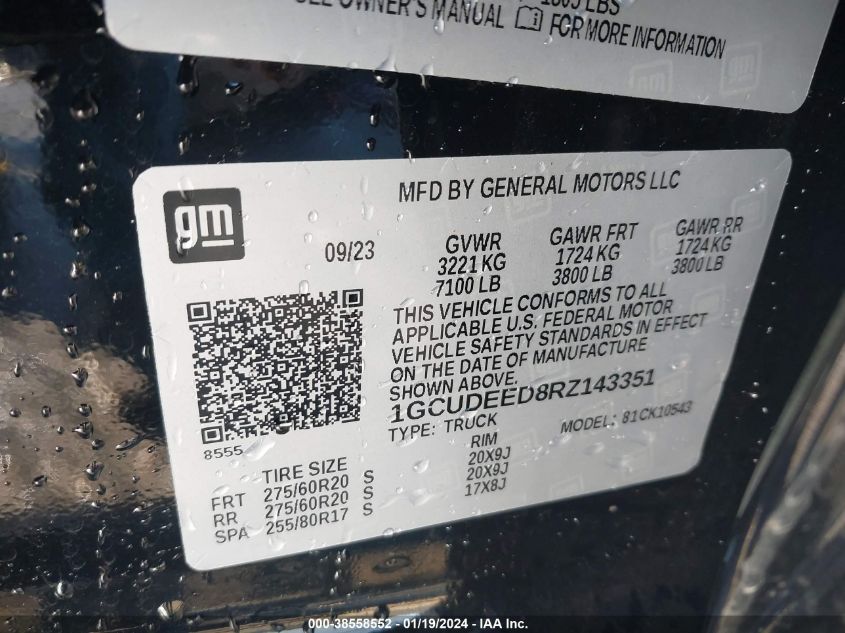 1805 LBS
OWNER'S MANUAL FOR MORE INFORMATION
gm
gm
gm
MFD BY GENERAL MOTORS LLC
09/23
GVWR GAWR FRT GAWR RR
3221 KG 1724 KG 1724 KG
7100 LB 3800 LB 3800 LB
THIS VEHICLE CONFORMS TO ALL
APPLICABLE U.S. FEDERAL MOTOR
VEHICLE SAFETY STANDARDS IN EFFECT
ON THE DATE OF MANUFACTURE
SHOWN ABOVE.
1GCUDEED8RZ143351
TYPE: TRUCK MODEL: 81CK10543
8555
TIRE SIZE RIM
FRT 275/60R20 S 20X9J
RR 275/60R20 S 20X9J
SPA 255/80R17 S 17X8J
000-38558552 - 01/19/2024 - IAA, Inc.